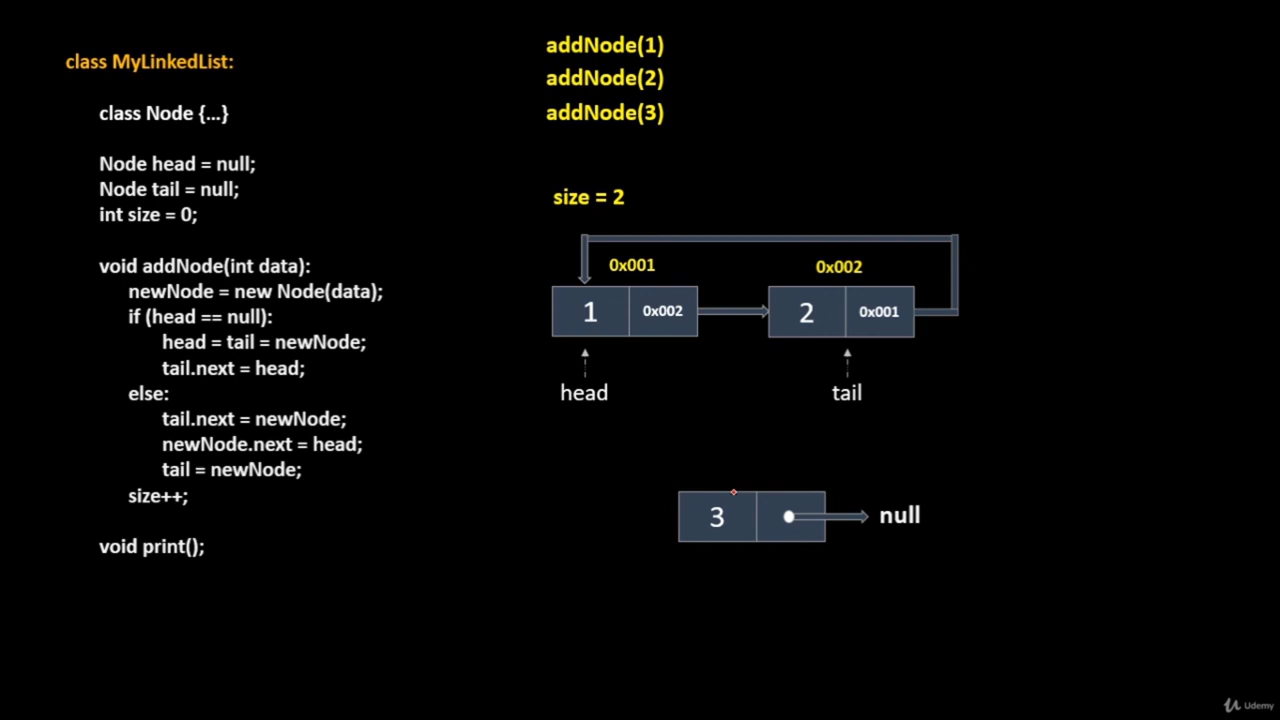 class MyLinkedList:
class Node {...}
Node head = null;
Node tail = null;
int size = 0;
void addNode(int data):
newNode = new Node(data);
if (head == null):
head = tail = newNode;
tail.next = head;
else:
tail.next = newNode;
newNode.next = head;
tail = newNode;
size++;
void print();
addNode(1)
addNode(2)
addNode(3)
size = 2
0x001 0x002
1 0x002 2 0x001
head tail
3 null
Udemy